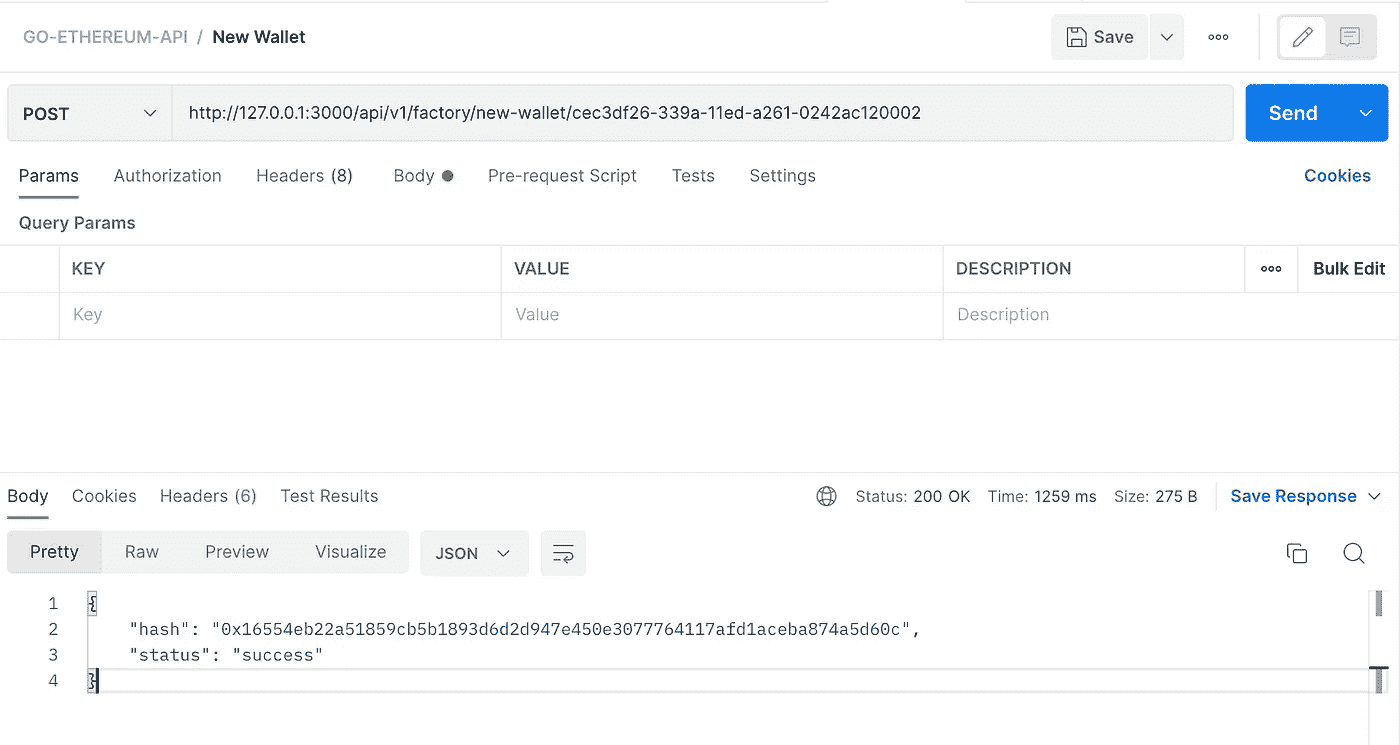 GO-ETHEREUM-API / New Wallet
Save
POST
http://127.0.0.1:3000/api/v1/factory/new-wallet/cec3df26-339a-11ed-a261-0242ac120002
Send
Params Authorization Headers (8) Body Pre-request Script Tests Settings Cookies
Query Params
KEY VALUE DESCRIPTION Bulk Edit
Key Value Description
Body Cookies Headers (6) Test Results Status: 200 OK Time: 1259 ms Size: 275 B Save Response
Pretty Raw Preview Visualize JSON
1 {
2 "hash": "0x16554eb22a51859cb5b1893d6d2d947e450e3077764117afd1aceba874a5d60c",
3 "status": "success"
4 }